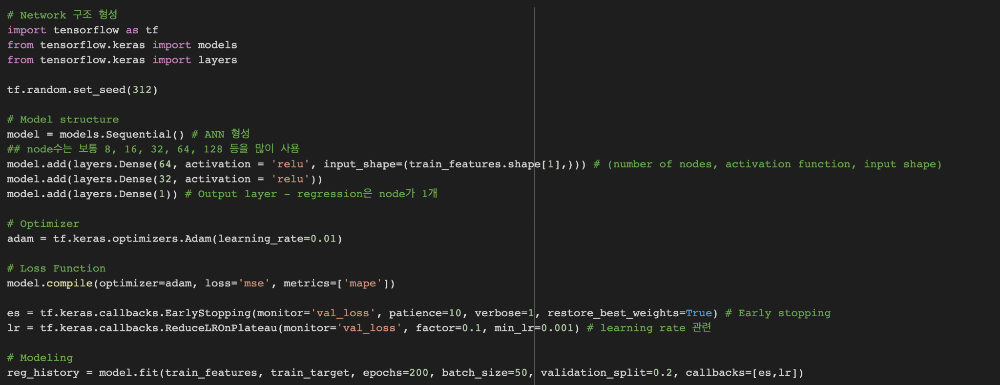 # Network 구조 형성
import tensorflow as tf
from tensorflow.keras import models
from tensorflow.keras import layers
tf.random.set_seed(312)
# Model structure
model = models.Sequential() # ANN 형성
## node수는 보통 8, 16, 32, 64, 128 등을 많이 사용
model.add(layers.Dense(64, activation = 'relu', input_shape=(train_features.shape[1],))) # (number of nodes, activation function, input shape)
model.add(layers.Dense(32, activation = 'relu'))
model.add(layers.Dense(1)) # Output layer - regression은 node가 1개
# Optimizer
adam = tf.keras.optimizers.Adam(learning_rate=0.01)
# Loss Function
model.compile(optimizer=adam, loss='mse', metrics=['mape'])
es = tf.keras.callbacks.EarlyStopping(monitor='val_loss', patience=10, verbose=1, restore_best_weights=True) # Early stopping
lr = tf.keras.callbacks.ReduceLROnPlateau(monitor='val_loss', factor=0.1, min_lr=0.001) # learning rate 관련
# Modeling
reg_history = model.fit(train_features, train_target, epochs=200, batch_size=50, validation_split=0.2, callbacks=[es,lr])